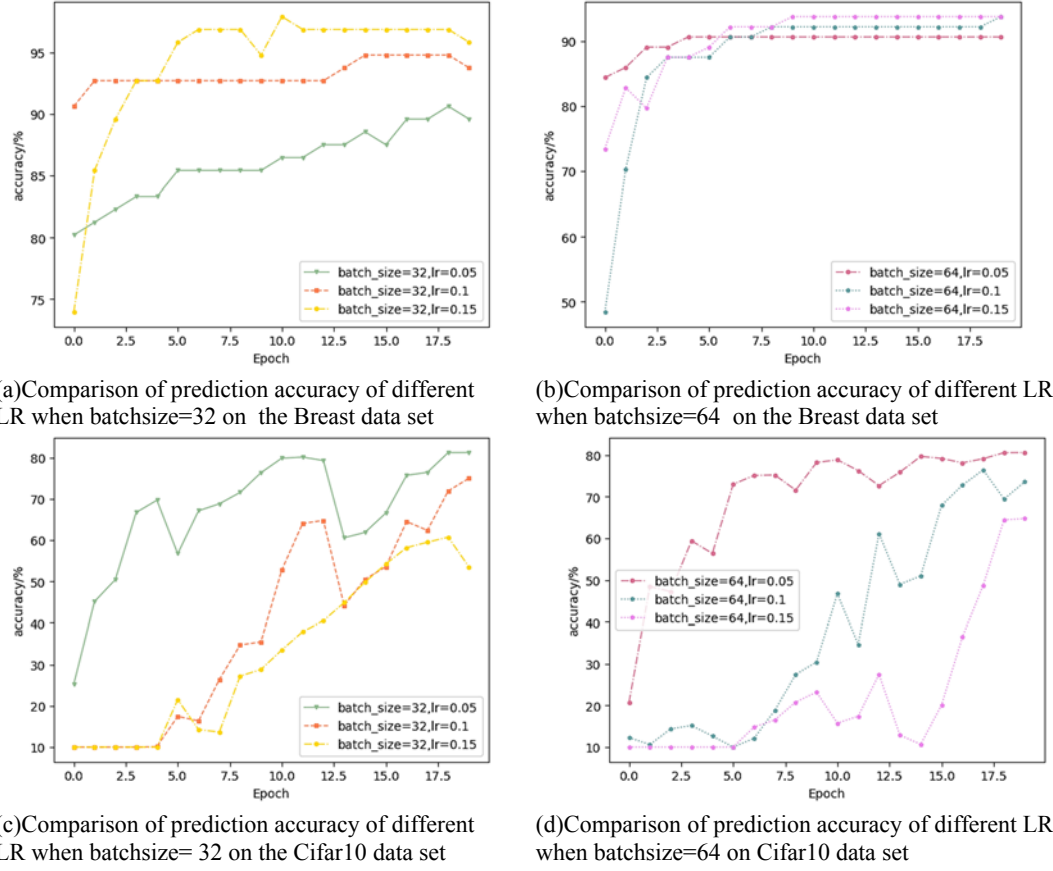 95
90
85
80
75
accuracy/%
0.0 2.5 5.0 7.5 10.0 12.5 15.0 17.5
Epoch
batch_size=32,lr=0.05
batch_size=32,lr=0.1
batch_size=32,lr=0.15
90
80
70
60
50
accuracy/%
0.0 2.5 5.0 7.5 10.0 12.5 15.0 17.5
Epoch
batch_size=64,lr=0.05
batch_size=64,lr=0.1
batch_size=64,lr=0.15
(a)Comparison of prediction accuracy of different
LR when batchsize=32 on the Breast data set
(b)Comparison of prediction accuracy of different LR
when batchsize=64 on the Breast data set
80
70
60
50
40
30
20
10
accuracy/%
0.0 2.5 5.0 7.5 10.0 12.5 15.0 17.5
Epoch
batch_size=32,lr=0.05
batch_size=32,lr=0.1
batch_size=32,lr=0.15
80
70
60
50
40
30
20
10
accuracy/%
0.0 2.5 5.0 7.5 10.0 12.5 15.0 17.5
Epoch
batch_size=64,lr=0.05
batch_size=64,lr=0.1
batch_size=64,lr=0.15
(c)Comparison of prediction accuracy of different
LR when batchsize= 32 on the Cifar10 data set
(d)Comparison of prediction accuracy of different LR
when batchsize=64 on Cifar10 data set